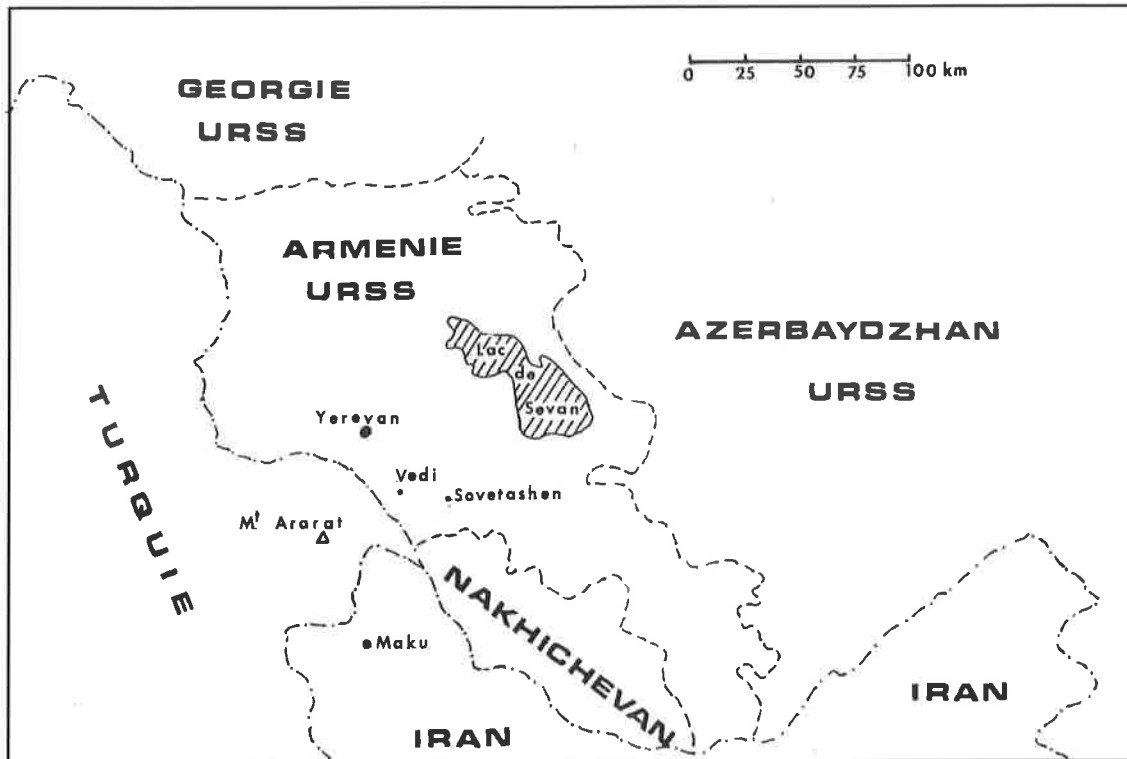 GEORGIE
URSS
0 25 50 75 100 km
ARMENIE
URSS
AZERBAYDZHAN
URSS
Lac
de
Sevan
TURQUIE
Yerevan
Vedi
Sovetashen
Mt Ararat
NAKHICHEVAN
Maku
IRAN
IRAN